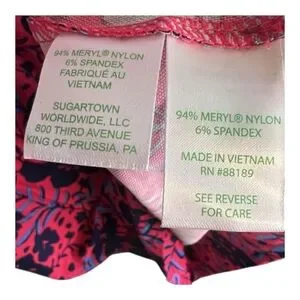 94% MERYL® NYLON
6% SPANDEX
FABRIQUÉ AU
VIETNAM
SUGARTOWN
WORLDWIDE, LLC
800 THIRD AVENUE
KING OF PRUSSIA, PA
94% MERYL® NYLON
6% SPANDEX
MADE IN VIETNAM
RN #88189
SEE REVERSE
FOR CARE